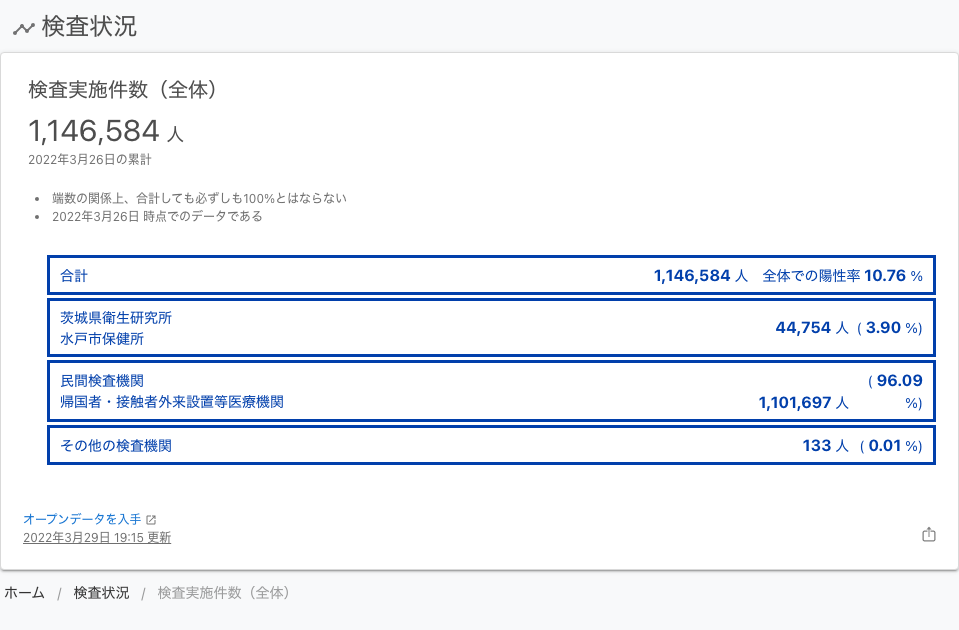 検査状況
検査実施件数（全体）
1,146,584 人
2022年3月26日の累計
端数の関係上、合計しても必ずしも100%とはならない
2022年3月26日 時点でのデータである
合計 1,146,584 人 全体での陽性率 10.76 %
茨城県衛生研究所
水戸市保健所
44,754 人 ( 3.90 %)
民間検査機関
帰国者・接触者外来設置等医療機関
1,101,697 人 ( 96.09 %)
その他の検査機関 133 人 ( 0.01 %)
オープンデータを入手
2022年3月29日 19:15 更新
ホーム / 検査状況 / 検査実施件数（全体）